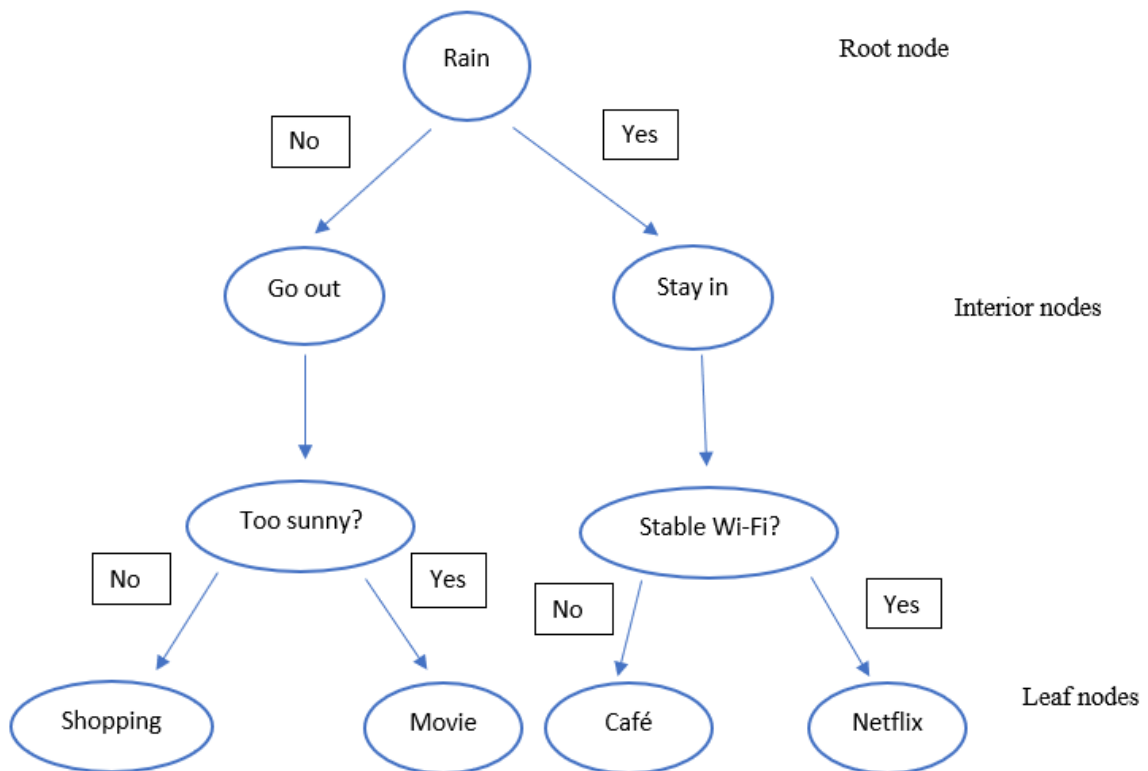 Rain
Root node
No
Yes
Go out
Stay in
Interior nodes
Too sunny?
Stable Wi-Fi?
No
Yes
No
Yes
Shopping
Movie
Café
Netflix
Leaf nodes